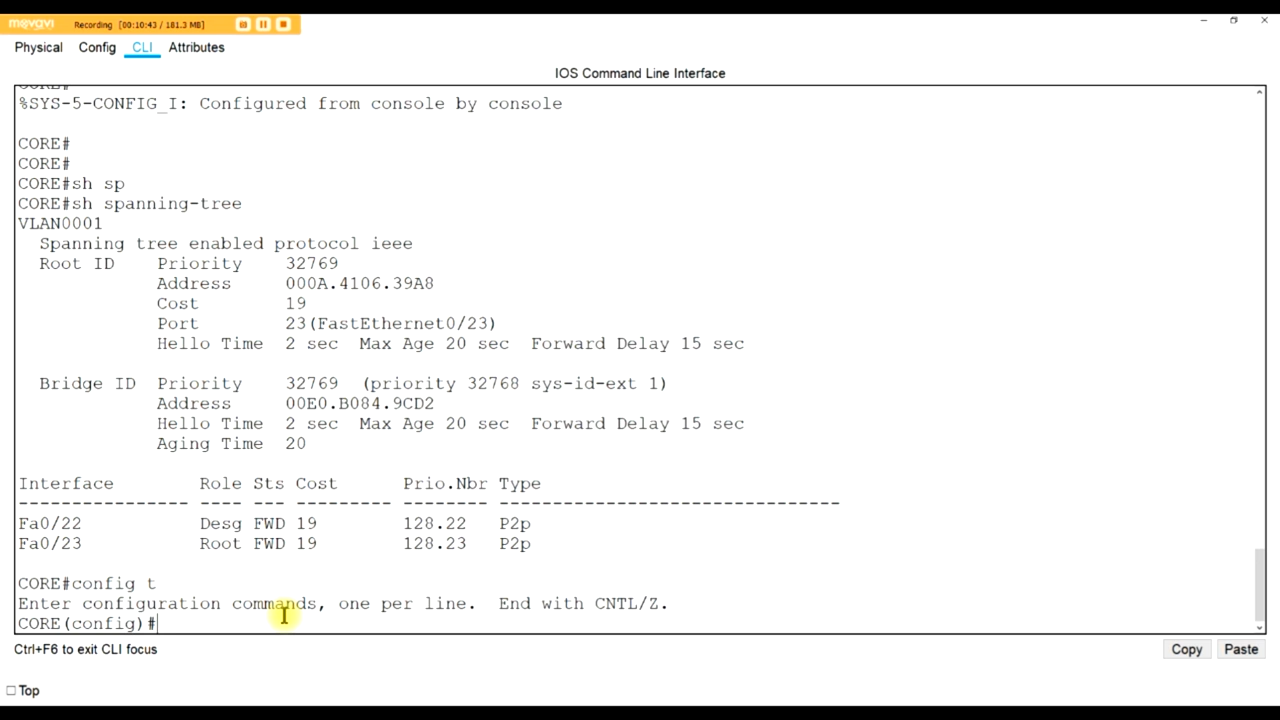 movavi Recording [00:10:43 / 181.3 MB]
Physical Config CLI Attributes
IOS Command Line Interface
CORE#
%SYS-5-CONFIG_I: Configured from console by console
CORE#
CORE#
CORE#sh sp
CORE#sh spanning-tree
VLAN0001
Spanning tree enabled protocol ieee
Root ID Priority 32769
Address 000A.4106.39A8
Cost 19
Port 23(FastEthernet0/23)
Hello Time 2 sec Max Age 20 sec Forward Delay 15 sec
Bridge ID Priority 32769 (priority 32768 sys-id-ext 1)
Address 00E0.B084.9CD2
Hello Time 2 sec Max Age 20 sec Forward Delay 15 sec
Aging Time 20
Interface Role Sts Cost Prio.Nbr Type
---------------- ---- --- --------- -------- --------------------------------
Fa0/22 Desg FWD 19 128.22 P2p
Fa0/23 Root FWD 19 128.23 P2p
CORE#config t
Enter configuration commands, one per line. End with CNTL/Z.
CORE(config)#
Ctrl+F6 to exit CLI focus
Copy Paste
Top